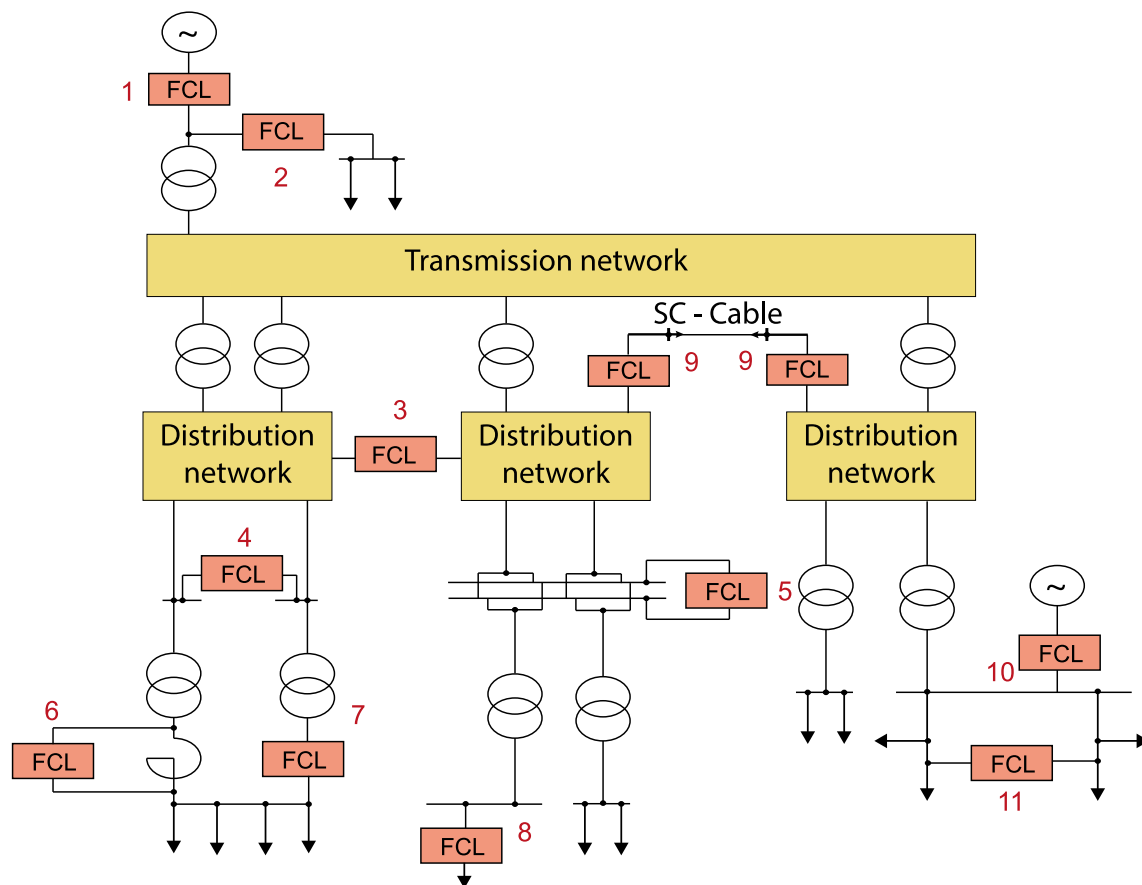 ~
FCL
1
FCL
2
Transmission network
SC - Cable
FCL
9
9
FCL
Distribution
network
3
FCL
Distribution
network
Distribution
network
4
FCL
FCL
5
~
FCL
10
6
FCL
7
FCL
FCL
11
8
FCL